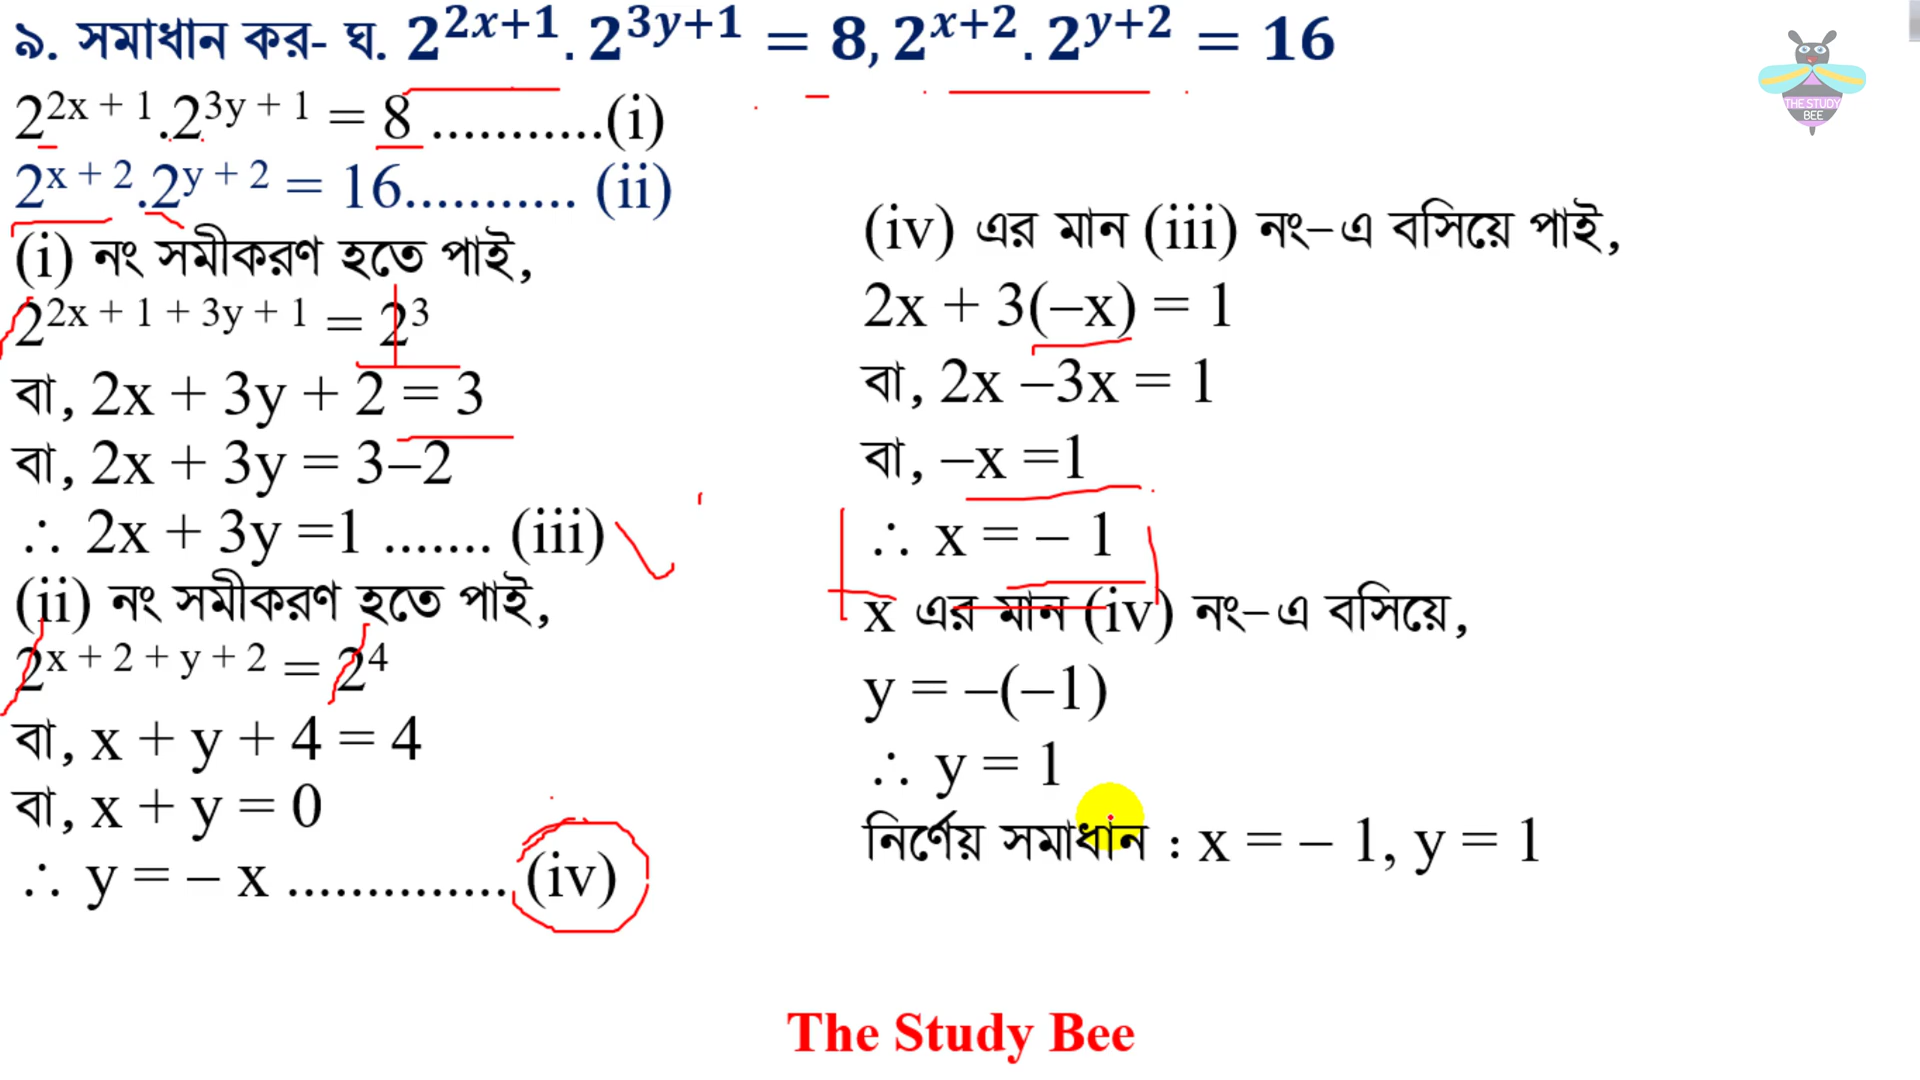 ৯. সমাধান কর- ঘ. 2^{2x+1}. 2^{3y+1} = 8, 2^{x+2}. 2^{y+2} = 16
THE STUDY
BEE
2^{2x + 1}.2^{3y + 1} = 8 ...........(i)
2^{x + 2}.2^{y + 2} = 16........... (ii)
(i) নং সমীকরণ হতে পাই,
2^{2x + 1 + 3y + 1} = 2^3
বা, 2x + 3y + 2 = 3
বা, 2x + 3y = 3–2
∴ 2x + 3y =1 ....... (iii)
(ii) নং সমীকরণ হতে পাই,
2^{x + 2 + y + 2} = 2^4
বা, x + y + 4 = 4
বা, x + y = 0
∴ y = – x .............. (iv)
(iv) এর মান (iii) নং–এ বসিয়ে পাই,
2x + 3(–x) = 1
বা, 2x –3x = 1
বা, –x =1
∴ x = – 1
x এর মান (iv) নং–এ বসিয়ে,
y = –(–1)
∴ y = 1
নির্ণেয় সমাধান : x = – 1, y = 1
The Study Bee